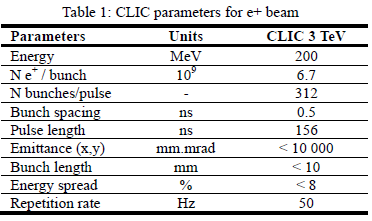 Table 1: CLIC parameters for e+ beam
Parameters Units CLIC 3 TeV
Energy MeV 200
N e⁺ / bunch 10⁹ 6.7
N bunches/pulse - 312
Bunch spacing ns 0.5
Pulse length ns 156
Emittance (x,y) mm.mrad < 10 000
Bunch length mm < 10
Energy spread % < 8
Repetition rate Hz 50